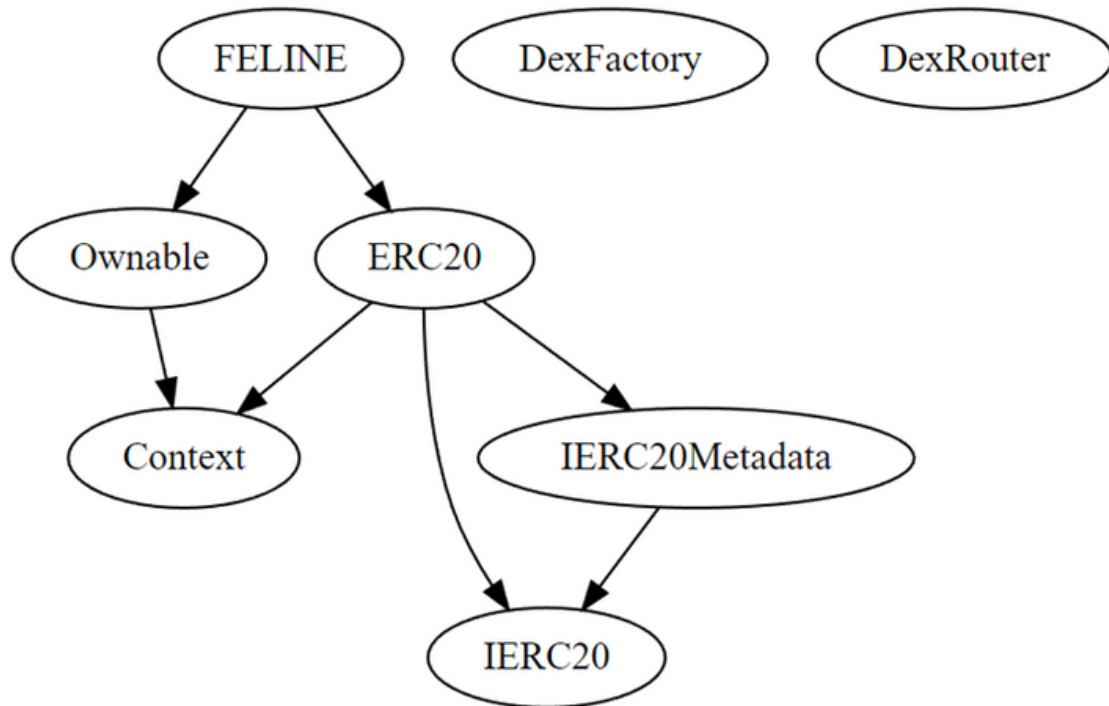 FELINE
DexFactory
DexRouter
Ownable
ERC20
Context
IERC20Metadata
IERC20